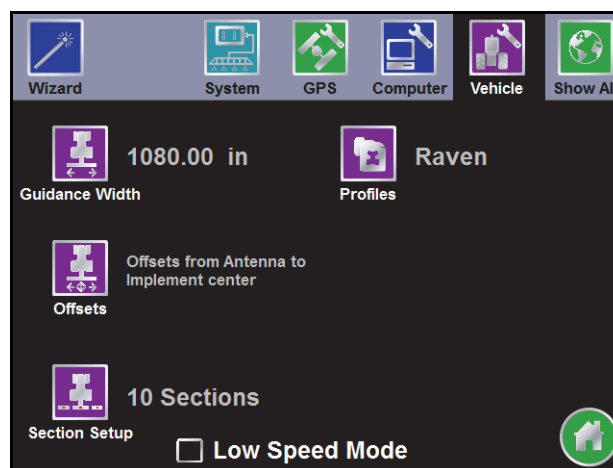 Wizard System GPS Computer Vehicle Show Al
1080.00 in Raven
Guidance Width Profiles
Offsets from Antenna to
Implement center
Offsets
10 Sections
Section Setup
Low Speed Mode